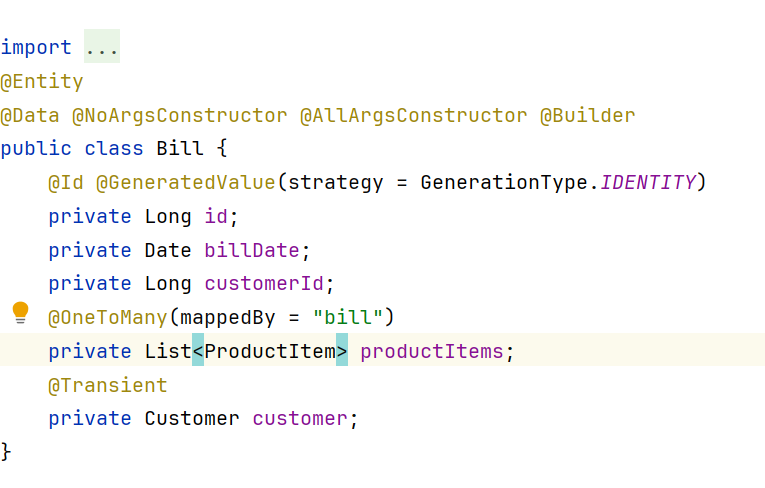 import ...
@Entity
@Data @NoArgsConstructor @AllArgsConstructor @Builder
public class Bill {
    @Id @GeneratedValue(strategy = GenerationType.IDENTITY)
    private Long id;
    private Date billDate;
    private Long customerId;
    @OneToMany(mappedBy = "bill")
    private List<ProductItem> productItems;
    @Transient
    private Customer customer;
}